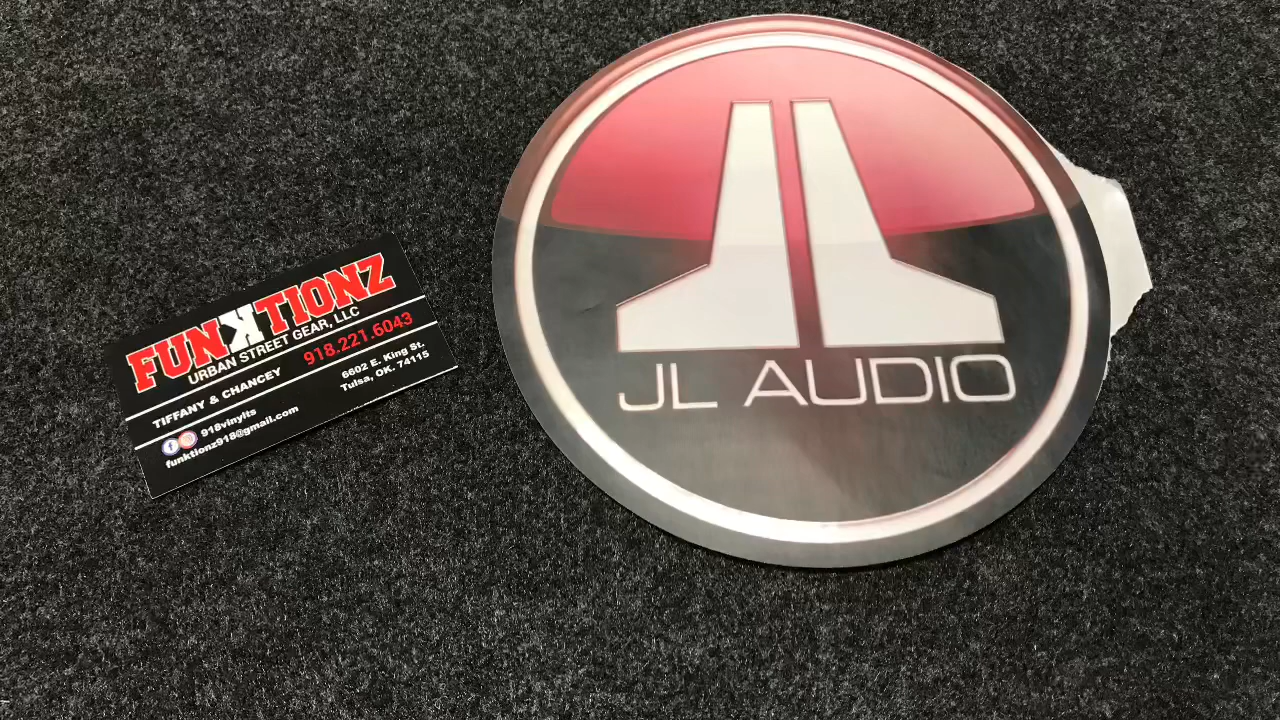 FUNKTIONZ
URBAN STREET GEAR, LLC
918.221.6043
TIFFANY & CHANCEY
6602 E. King St.
Tulsa, OK. 74115
918vinylts
funktionz918@gmail.com
JL AUDIO